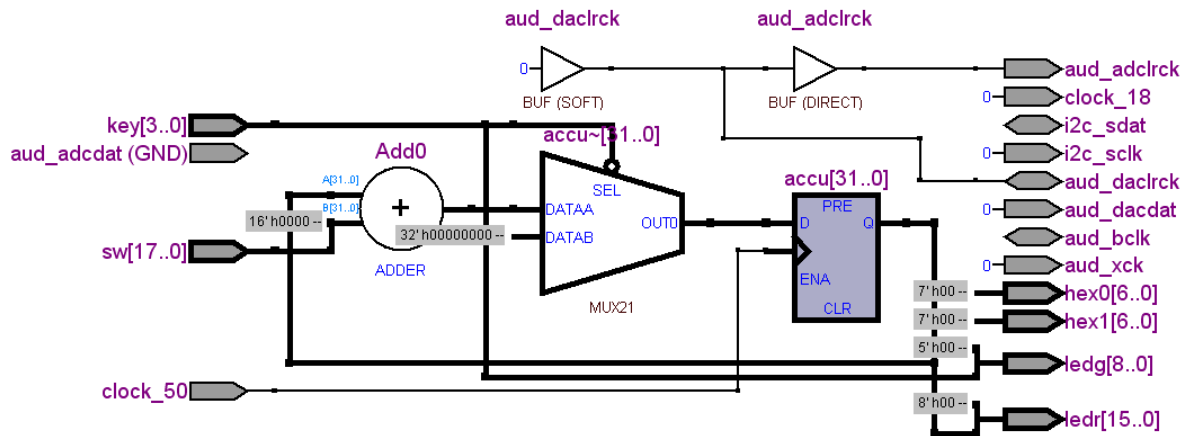 aud_daclrck
aud_adclrck
0
BUF (SOFT)
BUF (DIRECT)
aud_adclrck
0
clock_18
i2c_sdat
0
i2c_sclk
aud_daclrck
0
aud_dacdat
aud_bclk
0
aud_xck
key[3..0]
aud_adcdat (GND)
accu~[31..0]
Add0
A[31..0]
B[31..0]
+
16' h0000 --
ADDER
sw[17..0]
SEL
DATAA
DATAB
OUT0
32' h00000000 --
MUX21
accu[31..0]
PRE
D
Q
ENA
CLR
7' h00 --
hex0[6..0]
7' h00 --
hex1[6..0]
5' h00 --
ledg[8..0]
clock_50
8' h00 --
ledr[15..0]